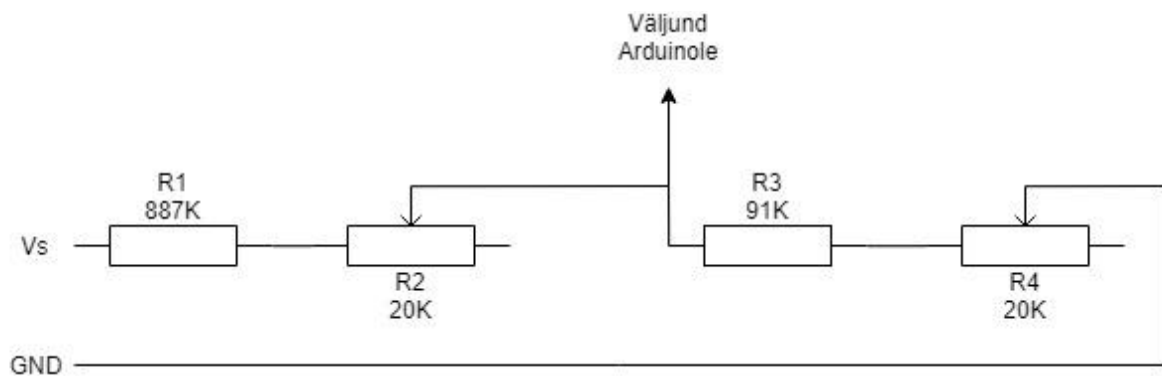 Väljund
Arduinole
R1
887K
R3
91K
Vs
R2
20K
R4
20K
GND